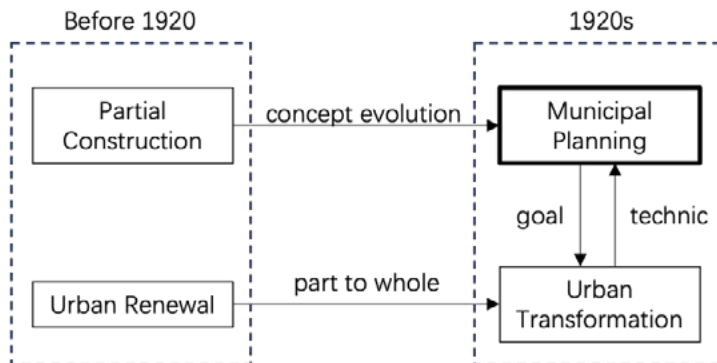 Before 1920
1920s
Partial
Construction
concept evolution
Municipal
Planning
goal
technic
Urban Renewal
part to whole
Urban
Transformation